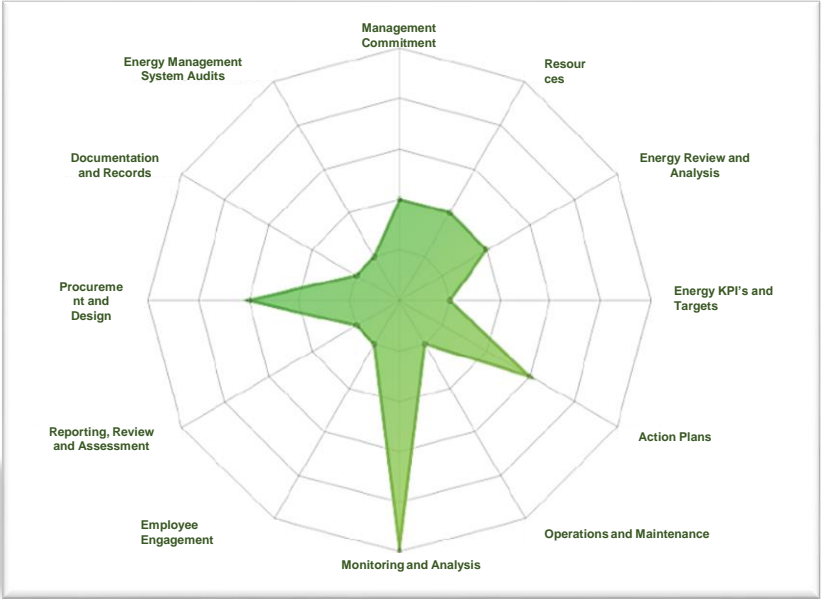 Management
Commitment
Resour
ces
Energy Review and
Analysis
Energy KPI’s and
Targets
Action Plans
Operations and Maintenance
Monitoring and Analysis
Employee
Engagement
Reporting, Review
and Assessment
Procureme
nt and
Design
Documentation
and Records
Energy Management
System Audits